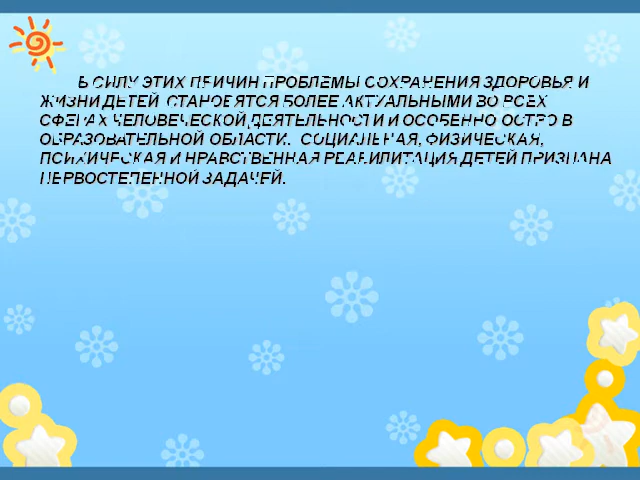 В СИЛУ ЭТИХ ПРИЧИН ПРОБЛЕМЫ СОХРАНЕНИЯ ЗДОРОВЬЯ И
ЖИЗНИ ДЕТЕЙ СТАНОВЯТСЯ БОЛЕЕ АКТУАЛЬНЫМИ ВО ВСЕХ
СФЕРАХ ЧЕЛОВЕЧЕСКОЙ ДЕЯТЕЛЬНОСТИ И ОСОБЕННО ОСТРО В
ОБРАЗОВАТЕЛЬНОЙ ОБЛАСТИ. СОЦИАЛЬНАЯ, ФИЗИЧЕСКАЯ,
ПСИХИЧЕСКАЯ И НРАВСТВЕННАЯ РЕАБИЛИТАЦИЯ ДЕТЕЙ ПРИЗНАНА
ПЕРВОСТЕПЕННОЙ ЗАДАЧЕЙ.